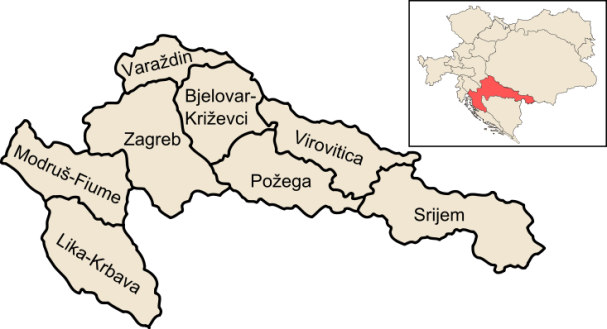 Varaždin
Bjelovar-
Križevci
Zagreb
Virovitica
Modruš-Fiume
Požega
Srijem
Lika-Krbava